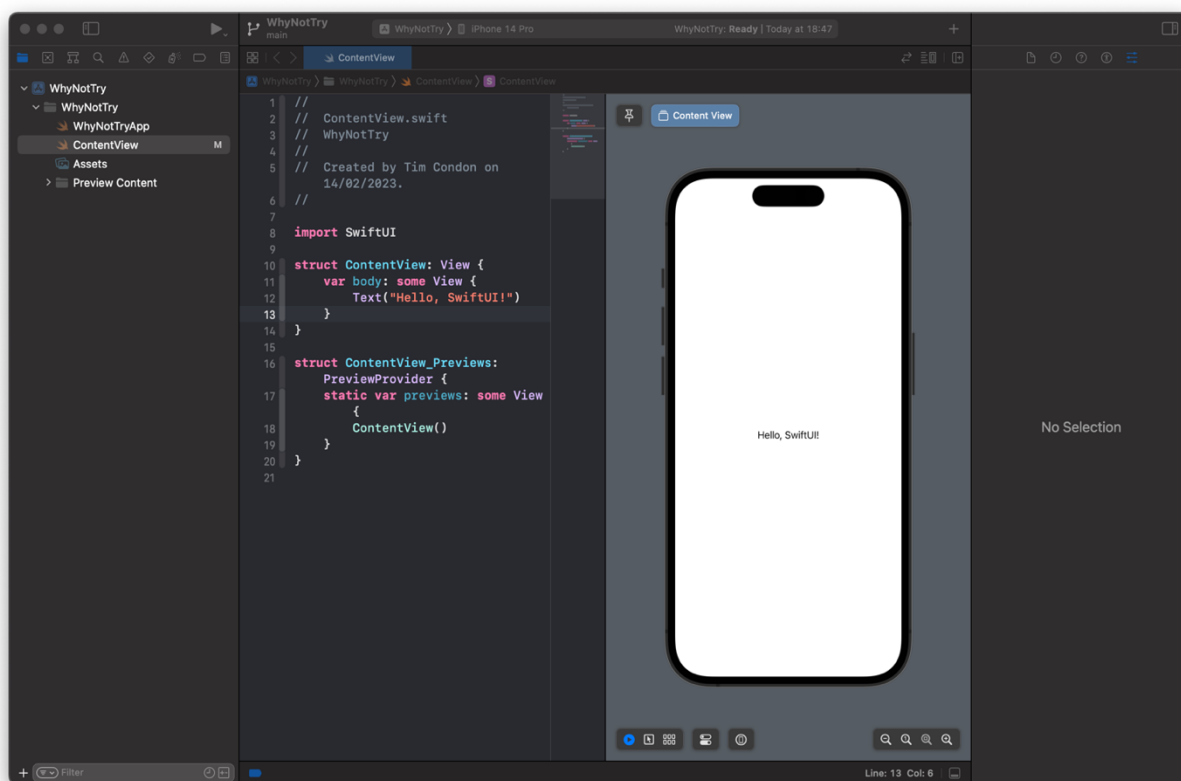 WhyNotTry
main
WhyNotTry
iPhone 14 Pro
WhyNotTry: Ready | Today at 18:47
ContentView
WhyNotTry
WhyNotTry
WhyNotTryApp
ContentView
M
Assets
Preview Content
WhyNotTry
WhyNotTry
ContentView
S
ContentView
1 //
2 //  ContentView.swift
3 //  WhyNotTry
4 //
5 //  Created by Tim Condon on
14/02/2023.
6 //
7
8 import SwiftUI
9
10 struct ContentView: View {
11     var body: some View {
12         Text("Hello, SwiftUI!")
13     }
14 }
15
16 struct ContentView_Previews:
PreviewProvider {
17     static var previews: some View
{
18         ContentView()
19     }
20 }
21
Content View
Hello, SwiftUI!
No Selection
Filter
Line: 13 Col: 6